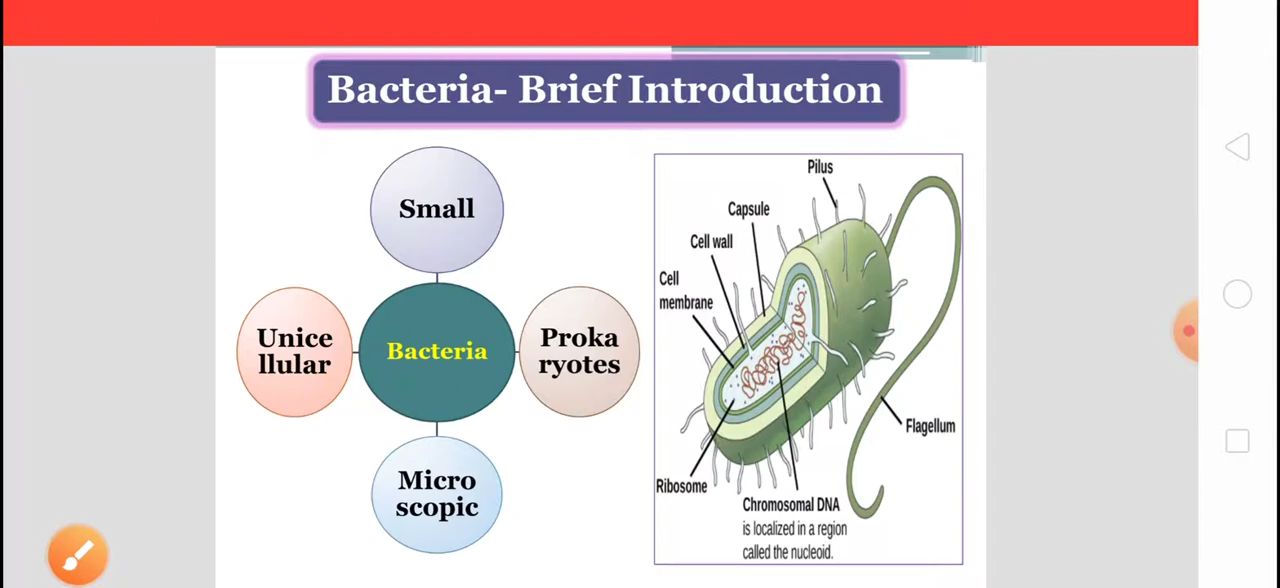 Bacteria- Brief Introduction
Small
Unice
llular
Bacteria
Proka
ryotes
Micro
scopic
Pilus
Capsule
Cell wall
Cell
membrane
Flagellum
Ribosome
Chromosomal DNA
is localized in a region
called the nucleoid.